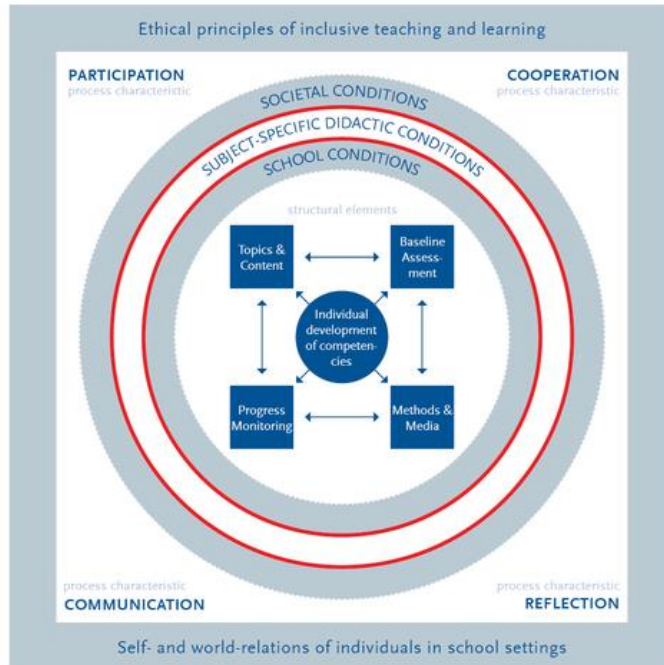 Ethical principles of inclusive teaching and learning
PARTICIPATION
process characteristic
COOPERATION
process characteristic
SOCIETAL CONDITIONS
SUBJECT-SPECIFIC DIDACTIC CONDITIONS
SCHOOL CONDITIONS
structural elements
Topics &
Content
Baseline
Assess-
ment
Individual
development
of competen-
cies
Progress
Monitoring
Methods &
Media
process characteristic
COMMUNICATION
process characteristic
REFLECTION
Self- and world-relations of individuals in school settings